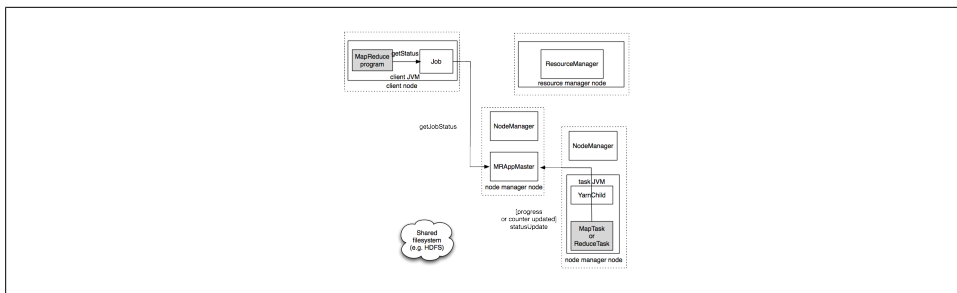 MapReduce
program
getStatus
Job
client JVM
client node
ResourceManager
resource manager node
getJobStatus
NodeManager
MRAppMaster
node manager node
NodeManager
task JVM
YarnChild
[progress
or counter updated]
statusUpdate
MapTask
or
ReduceTask
node manager node
Shared
filesystem
(e.g. HDFS)